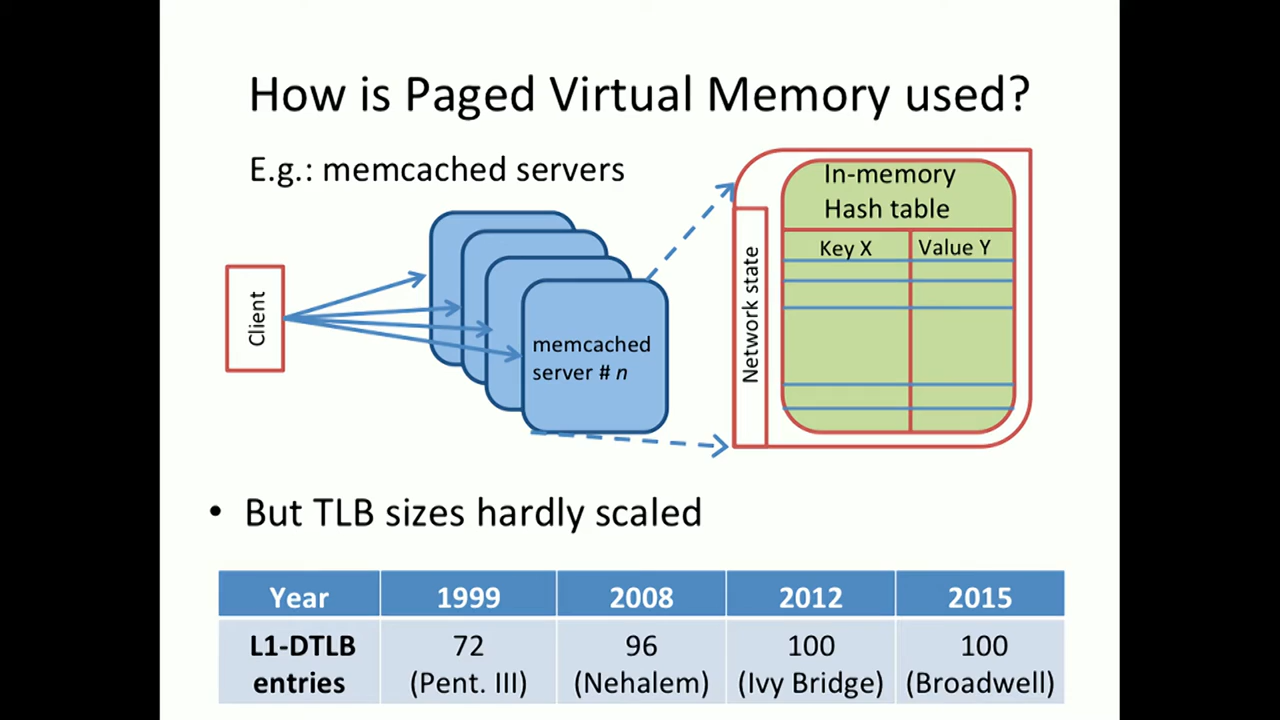 How is Paged Virtual Memory used?
E.g.: memcached servers
In-memory
Hash table
Key X Value Y
Network state
Client
memcached
server # n
• But TLB sizes hardly scaled
Year 1999 2008 2012 2015
L1-DTLB 72 96 100 100
entries (Pent. III) (Nehalem) (Ivy Bridge) (Broadwell)